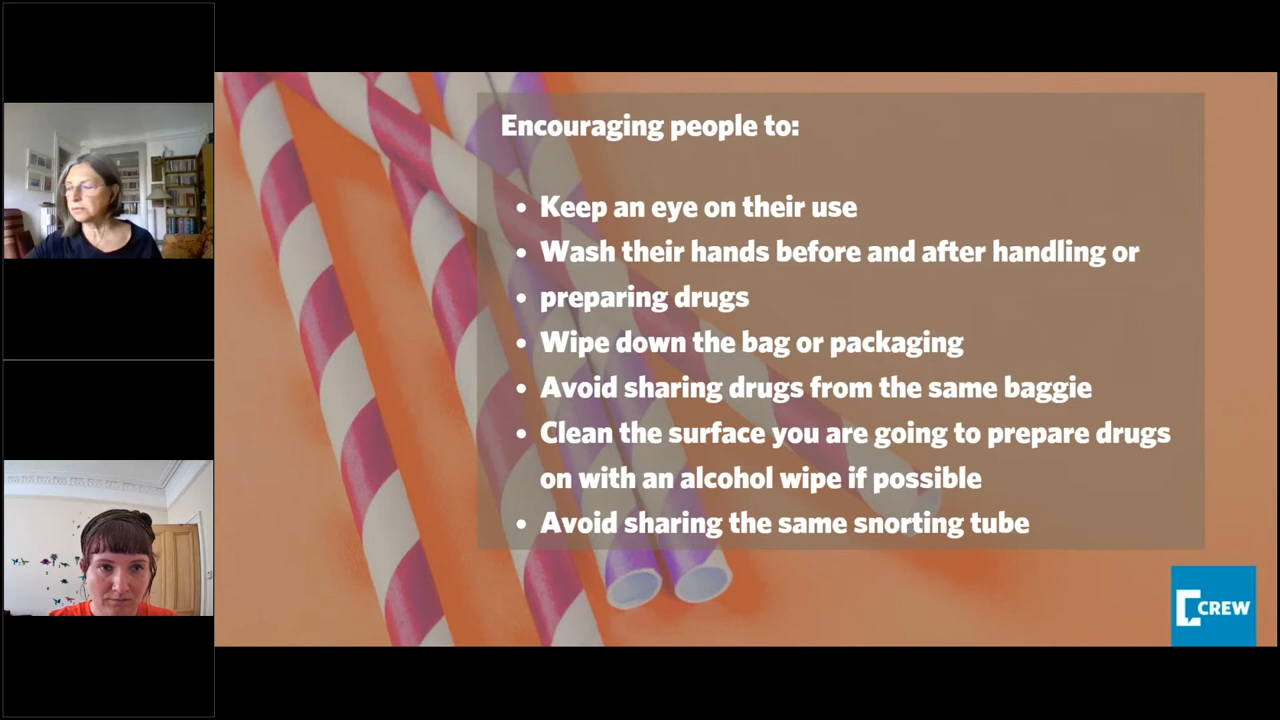 Encouraging people to:
• Keep an eye on their use
• Wash their hands before and after handling or
• preparing drugs
• Wipe down the bag or packaging
• Avoid sharing drugs from the same baggie
• Clean the surface you are going to prepare drugs
on with an alcohol wipe if possible
• Avoid sharing the same snorting tube
CREW